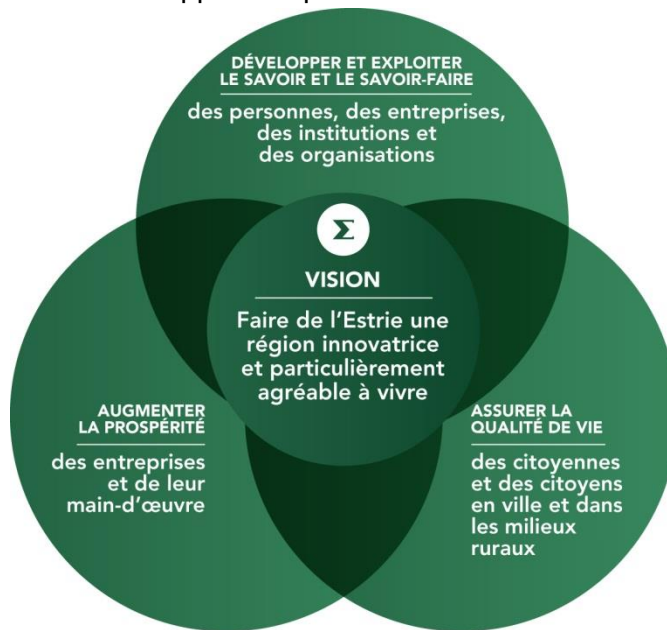 DÉVELOPPER ET EXPLOITER
LE SAVOIR ET LE SAVOIR-FAIRE
des personnes, des entreprises,
des institutions et
des organisations
Σ
VISION
Faire de l'Estrie une
région innovatrice
et particulièrement
agréable à vivre
AUGMENTER
LA PROSPÉRITÉ
des entreprises
et de leur
main-d'œuvre
ASSURER LA
QUALITÉ DE VIE
des citoyennes
et des citoyens
en ville et dans
les milieux
ruraux